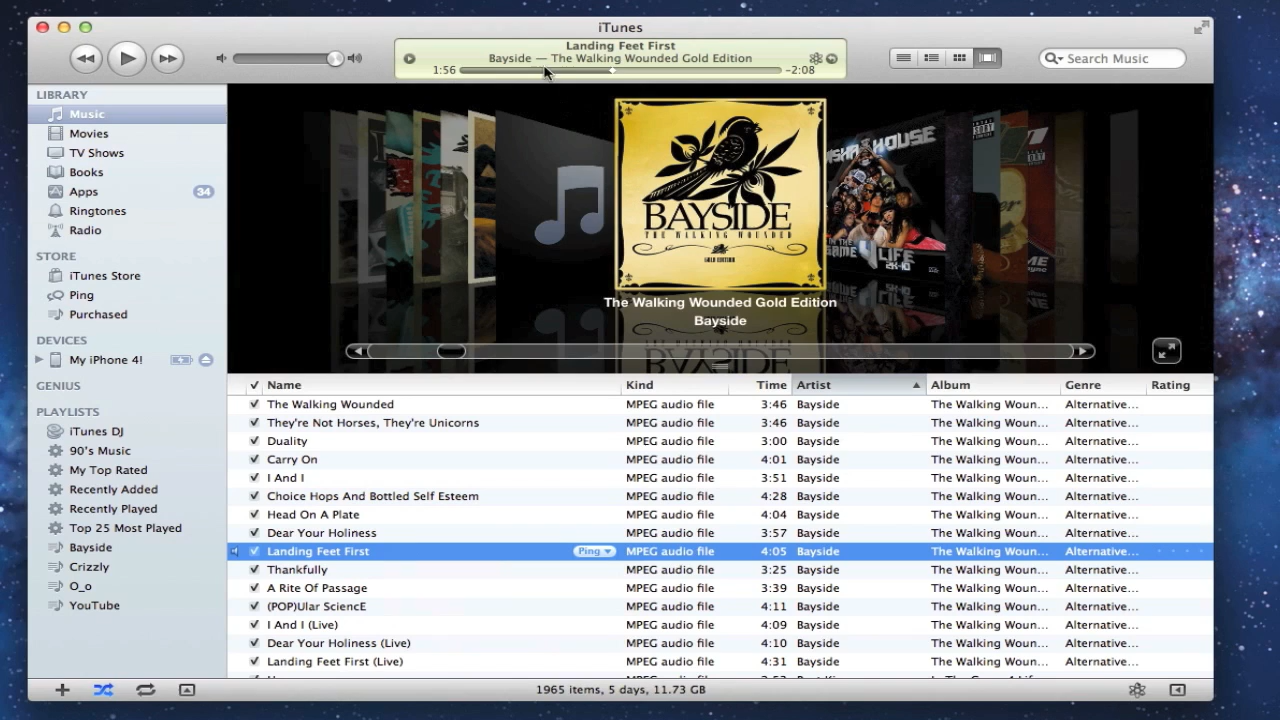 iTunes
Landing Feet First
Bayside — The Walking Wounded Gold Edition
1:56 -2:08
Search Music
LIBRARY
Music
Movies
TV Shows
Books
Apps 34
Ringtones
Radio
STORE
iTunes Store
Ping
Purchased
DEVICES
My iPhone 4!
GENIUS
PLAYLISTS
iTunes DJ
90's Music
My Top Rated
Recently Added
Recently Played
Top 25 Most Played
Bayside
Crizzly
O_o
YouTube
BAYSIDE
THE WALKING WOUNDED
GOLD EDITION
HOUSE
IN THE
GAME 4 LIFE
2K-10
The Walking Wounded Gold Edition
Bayside
Name Kind Time Artist Album Genre Rating
The Walking Wounded MPEG audio file 3:46 Bayside The Walking Woun... Alternative...
They're Not Horses, They're Unicorns MPEG audio file 3:46 Bayside The Walking Woun... Alternative...
Duality MPEG audio file 3:00 Bayside The Walking Woun... Alternative...
Carry On MPEG audio file 4:01 Bayside The Walking Woun... Alternative...
I And I MPEG audio file 3:51 Bayside The Walking Woun... Alternative...
Choice Hops And Bottled Self Esteem MPEG audio file 4:28 Bayside The Walking Woun... Alternative...
Head On A Plate MPEG audio file 4:04 Bayside The Walking Woun... Alternative...
Dear Your Holiness MPEG audio file 3:57 Bayside The Walking Woun... Alternative...
Landing Feet First Ping MPEG audio file 4:05 Bayside The Walking Woun... Alternative...
Thankfully MPEG audio file 3:25 Bayside The Walking Woun... Alternative...
A Rite Of Passage MPEG audio file 3:39 Bayside The Walking Woun... Alternative...
(POP)Ular SciencE MPEG audio file 4:11 Bayside The Walking Woun... Alternative...
I And I (Live) MPEG audio file 4:09 Bayside The Walking Woun... Alternative...
Dear Your Holiness (Live) MPEG audio file 4:10 Bayside The Walking Woun... Alternative...
Landing Feet First (Live) MPEG audio file 4:31 Bayside The Walking Woun... Alternative...
1965 items, 5 days, 11.73 GB